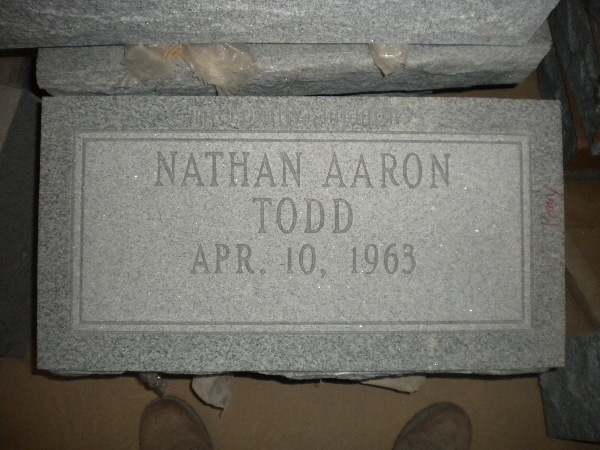 NATHAN AARON
TODD
APR. 10, 1963